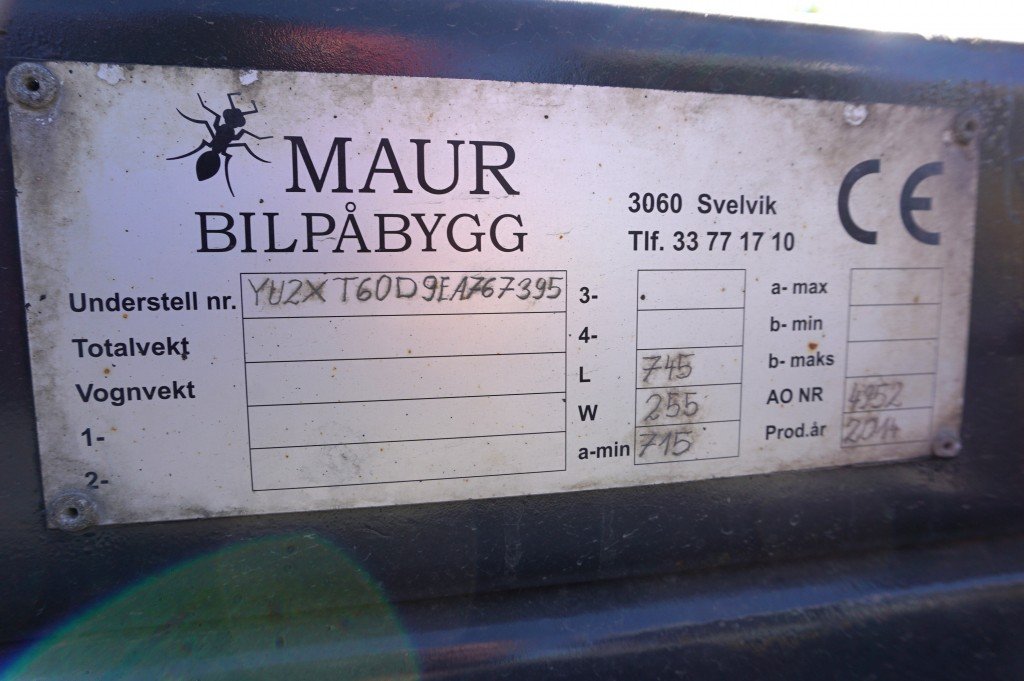 MAUR
BILPÅBYGG
3060 Svelvik
Tlf. 33 77 17 10
CE
Understell nr. YU2XT60D9EA767395
Totalvekt
Vognvekt
1-
2-
3-
4-
L 745
W 255
a-min 715
a- max
b- min
b- maks
AO NR 4952
Prod.år 2014